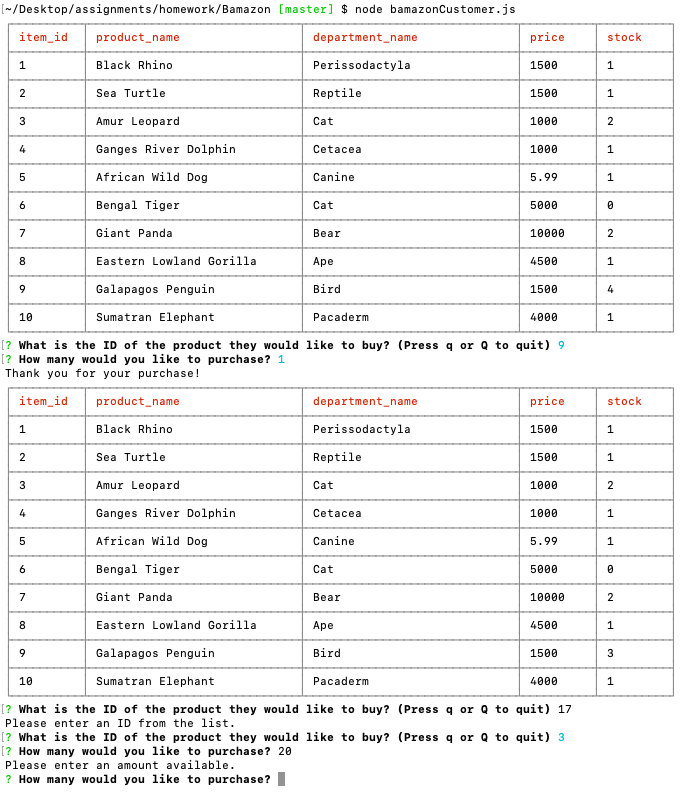 [~/Desktop/assignments/homework/Bamazon [master] $ node bamazonCustomer.js
item_id product_name department_name price stock
1 Black Rhino Perissodactyla 1500 1
2 Sea Turtle Reptile 1500 1
3 Amur Leopard Cat 1000 2
4 Ganges River Dolphin Cetacea 1000 1
5 African Wild Dog Canine 5.99 1
6 Bengal Tiger Cat 5000 0
7 Giant Panda Bear 10000 2
8 Eastern Lowland Gorilla Ape 4500 1
9 Galapagos Penguin Bird 1500 4
10 Sumatran Elephant Pacaderm 4000 1
[? What is the ID of the product they would like to buy? (Press q or Q to quit) 9
[? How many would you like to purchase? 1
Thank you for your purchase!
item_id product_name department_name price stock
1 Black Rhino Perissodactyla 1500 1
2 Sea Turtle Reptile 1500 1
3 Amur Leopard Cat 1000 2
4 Ganges River Dolphin Cetacea 1000 1
5 African Wild Dog Canine 5.99 1
6 Bengal Tiger Cat 5000 0
7 Giant Panda Bear 10000 2
8 Eastern Lowland Gorilla Ape 4500 1
9 Galapagos Penguin Bird 1500 3
10 Sumatran Elephant Pacaderm 4000 1
[? What is the ID of the product they would like to buy? (Press q or Q to quit) 17
Please enter an ID from the list.
[? What is the ID of the product they would like to buy? (Press q or Q to quit) 3
[? How many would you like to purchase? 20
Please enter an amount available.
? How many would you like to purchase?